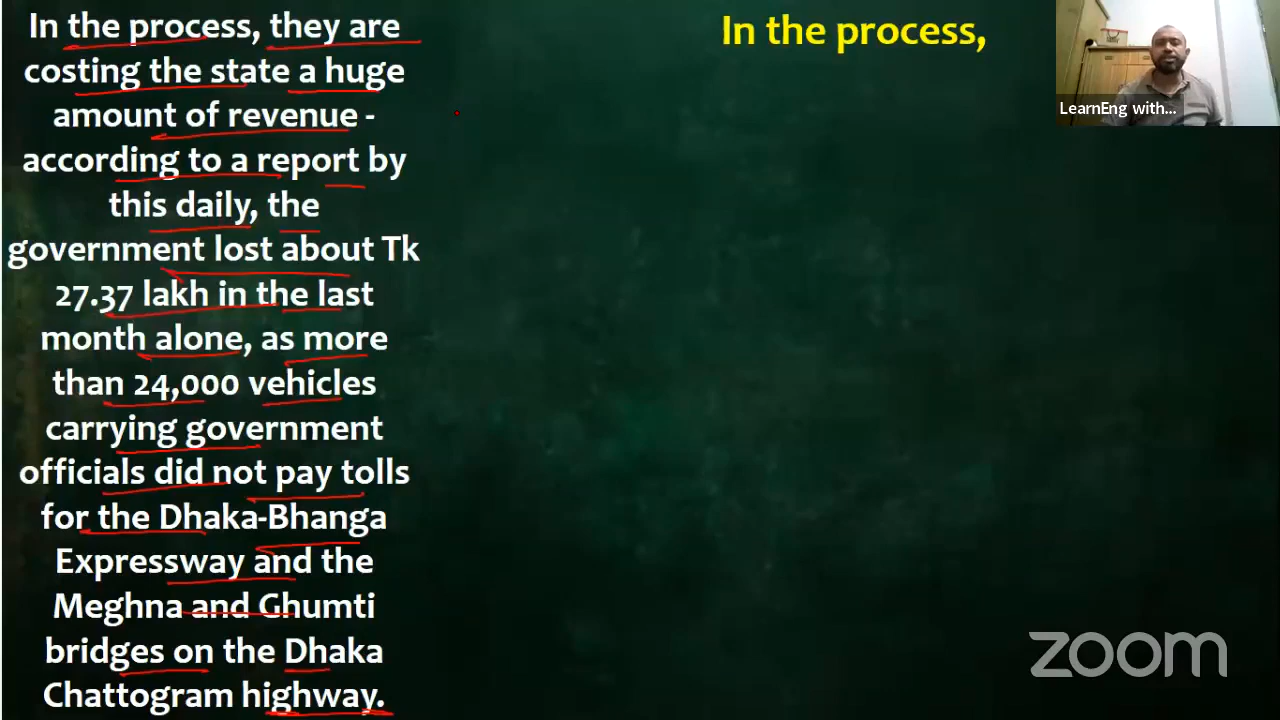 In the process, they are
costing the state a huge
amount of revenue -
according to a report by
this daily, the
government lost about Tk
27.37 lakh in the last
month alone, as more
than 24,000 vehicles
carrying government
officials did not pay tolls
for the Dhaka-Bhanga
Expressway and the
Meghna and Ghumti
bridges on the Dhaka
Chattogram highway.
In the process,
LearnEng with...
zoom